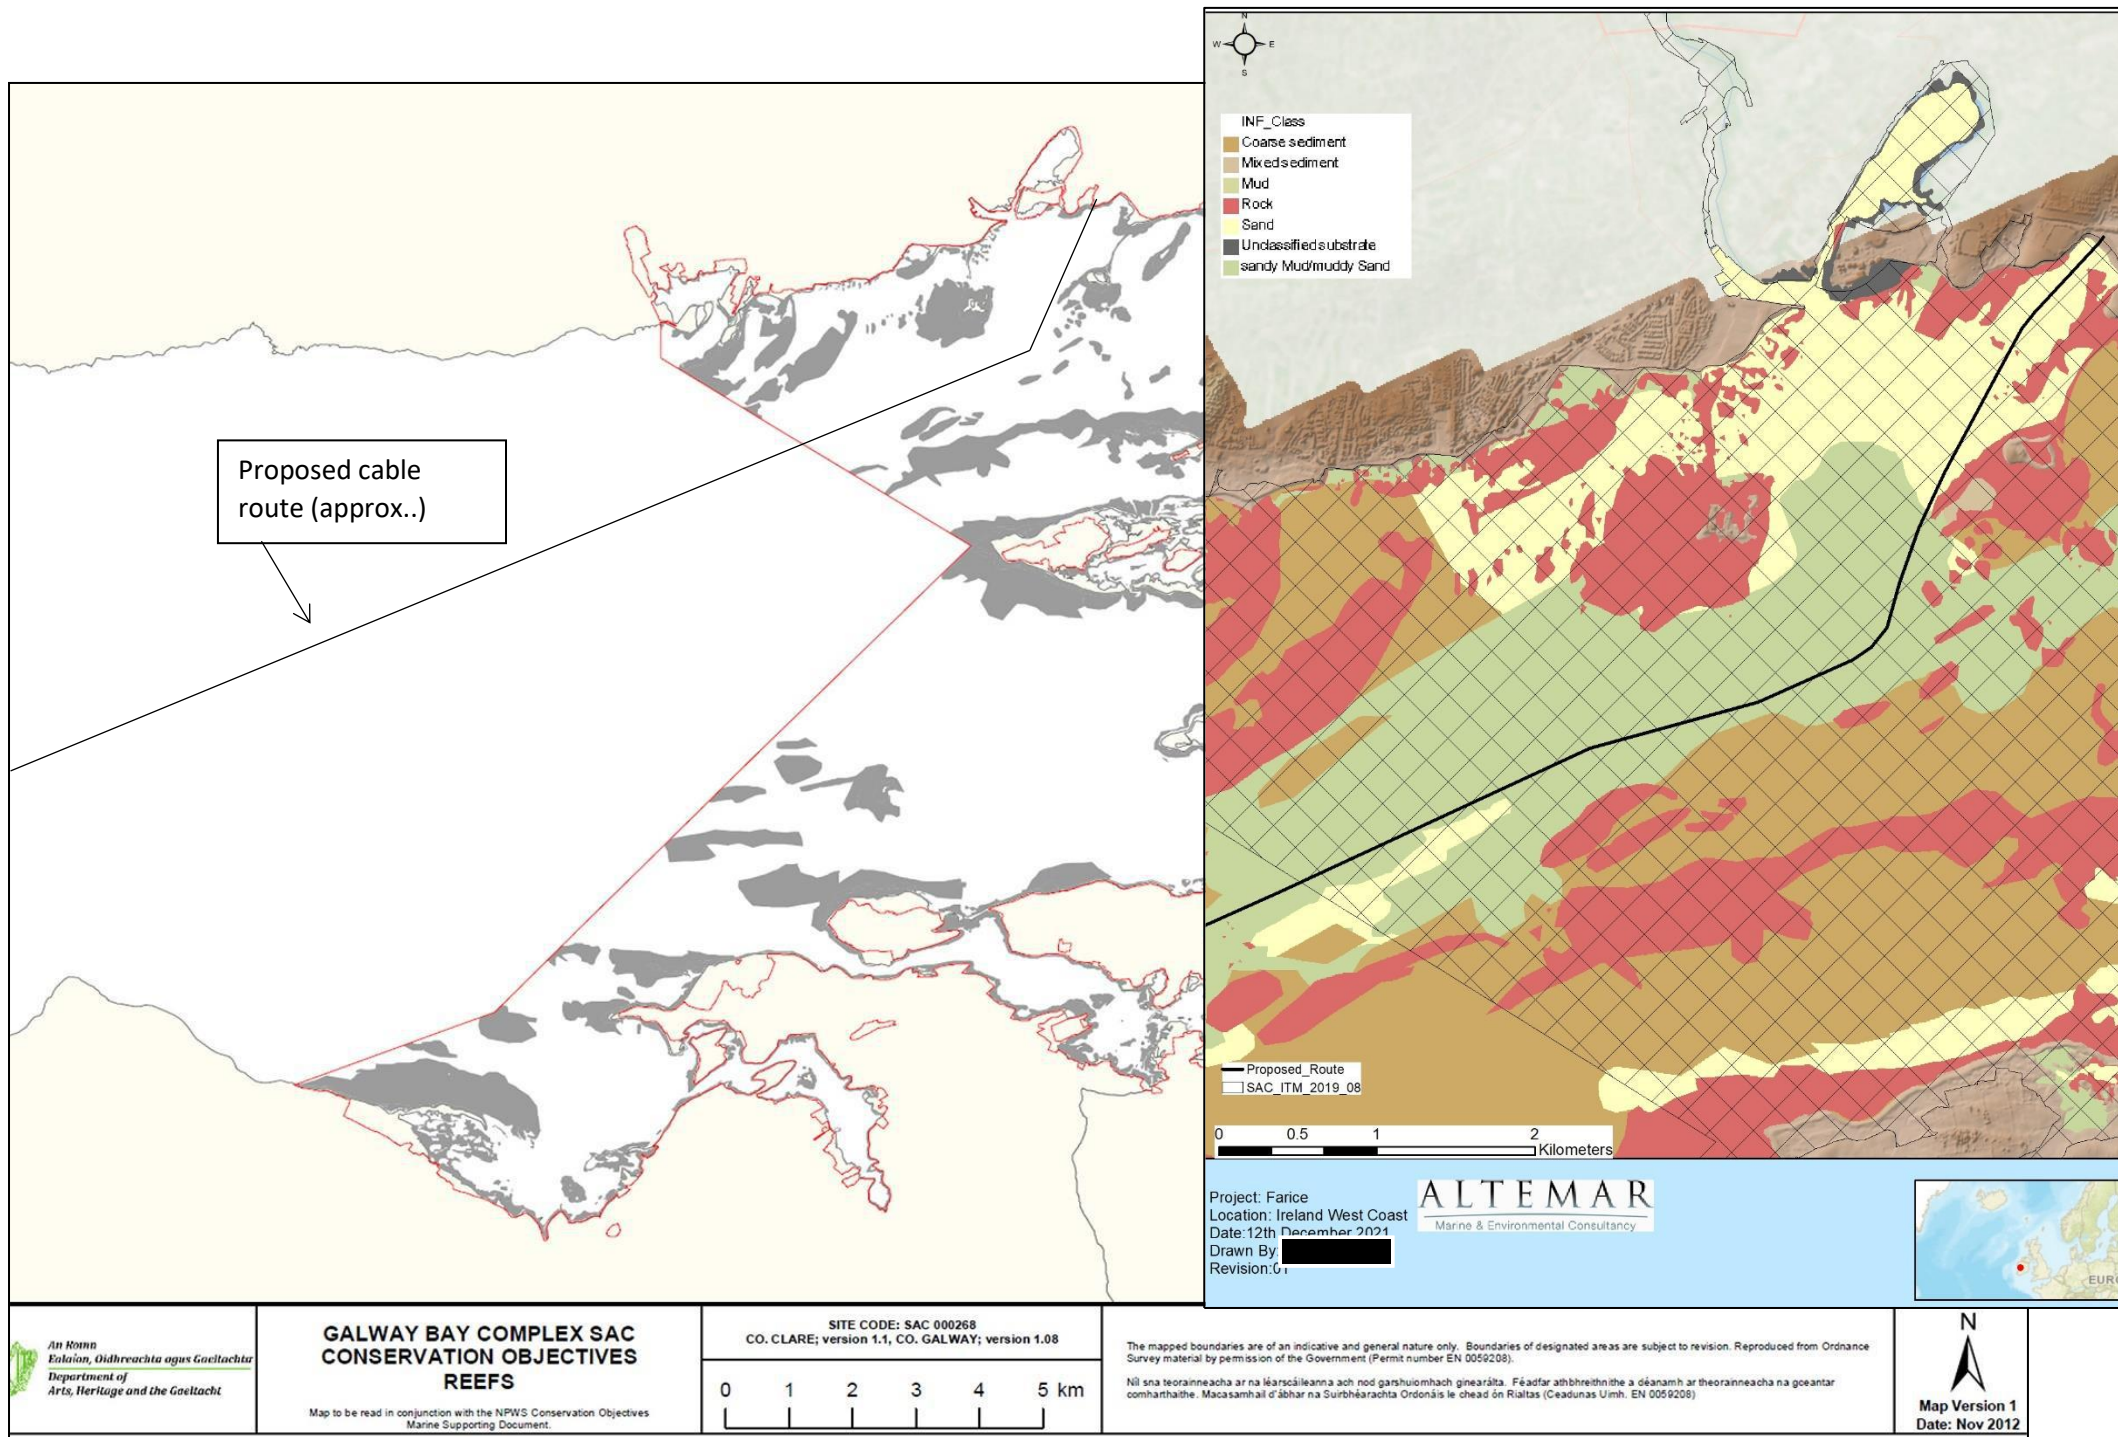 Proposed cable
route (approx..)
N
W
E
S
INF_Class
Coarse sediment
Mixed sediment
Mud
Rock
Sand
Unclassified substrate
sandy Mud/muddy Sand
Proposed_Route
SAC_ITM_2019_08
0 0.5 1 2
Kilometers
Project: Farice
Location: Ireland West Coast
Date:12th December 2021
Drawn By:
Revision:01
ALTEMAR
Marine & Environmental Consultancy
An Roinn
Ealaíon, Oidhreachta agus Gaeltachta
Department of
Arts, Heritage and the Gaeltacht
GALWAY BAY COMPLEX SAC
CONSERVATION OBJECTIVES
REEFS
Map to be read in conjunction with the NPWS Conservation Objectives
Marine Supporting Document.
SITE CODE: SAC 000268
CO. CLARE; version 1.1, CO. GALWAY; version 1.08
0 1 2 3 4 5 km
The mapped boundaries are of an indicative and general nature only. Boundaries of designated areas are subject to revision. Reproduced from Ordnance
Survey material by permission of the Government (Permit number EN 0059208).
Níl sna teorainneacha ar na léarscáileanna ach nod garshuiomhach ginearálta. Féadfar athbhreithnithe a déanamh ar theorainneacha na gceantar
comharthaithe. Macasamhail d'ábhar na Suirbhéarachta Ordonáis le chead ón Rialtas (Ceadunas Uimh. EN 0059208)
N
Map Version 1
Date: Nov 2012